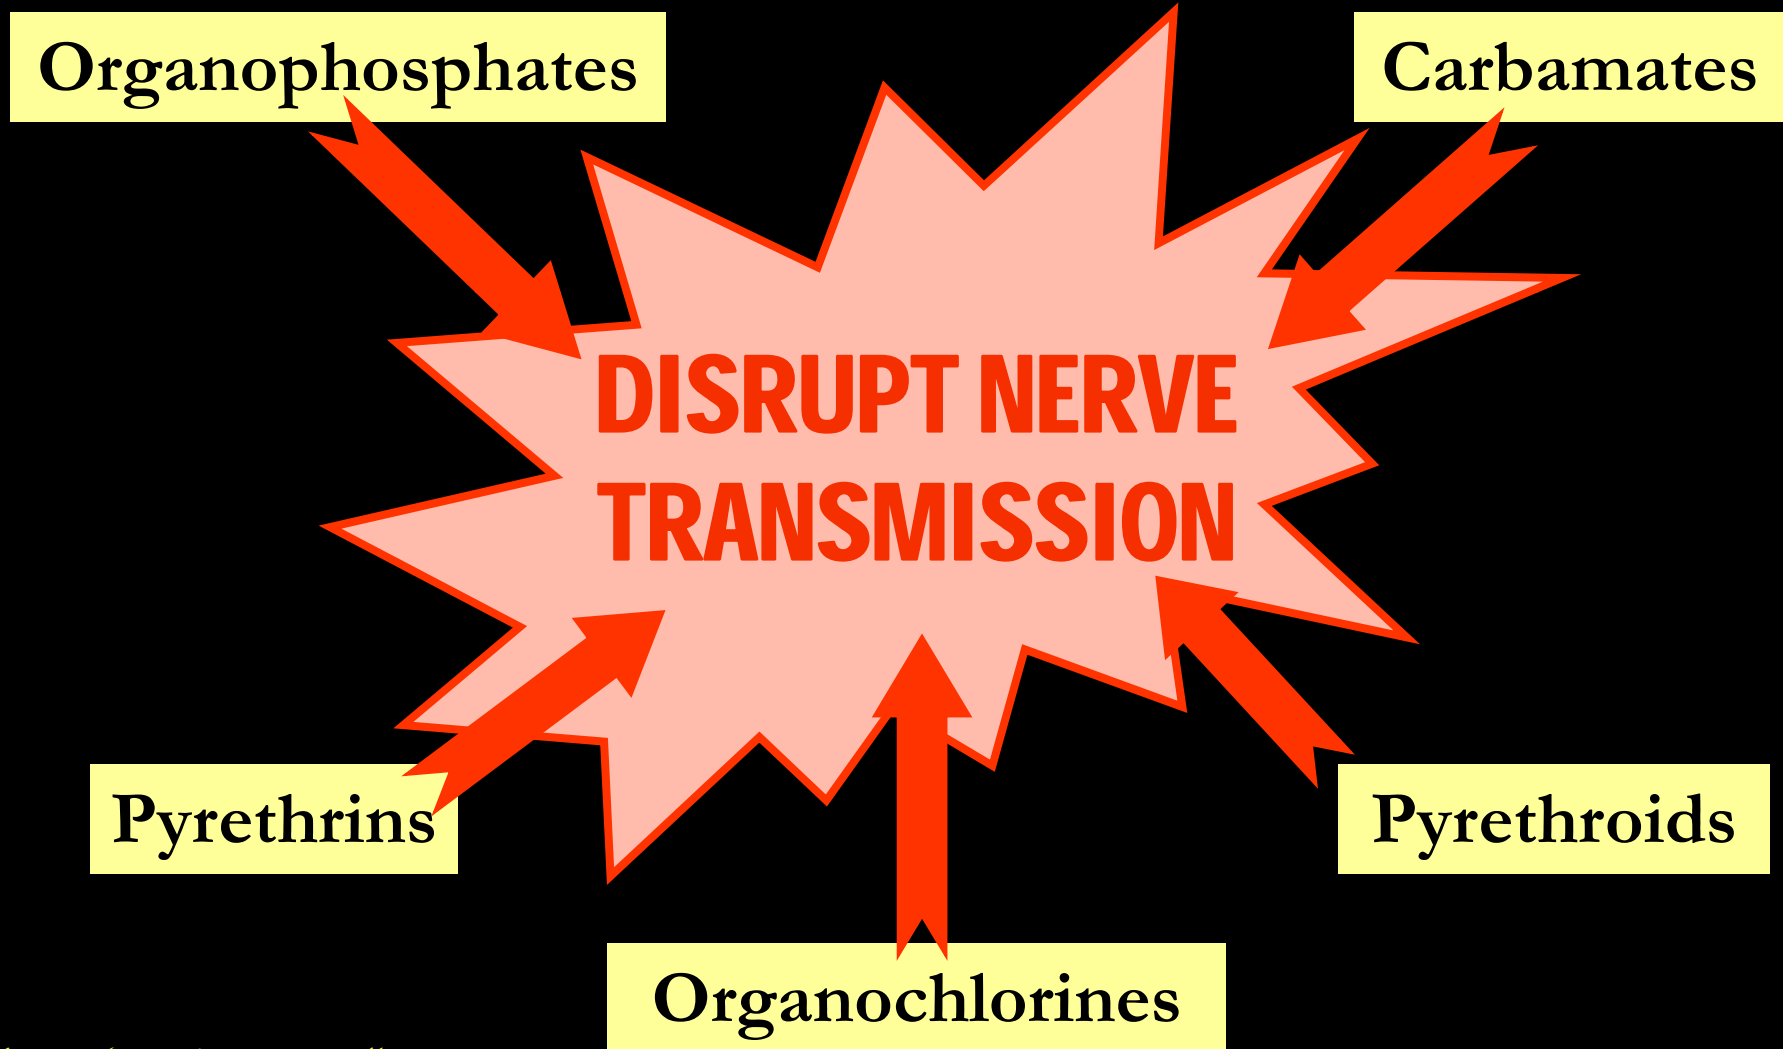 Organophosphates
Carbamates
DISRUPT NERVE
TRANSMISSION
Pyrethrins
Pyrethroids
Organochlorines